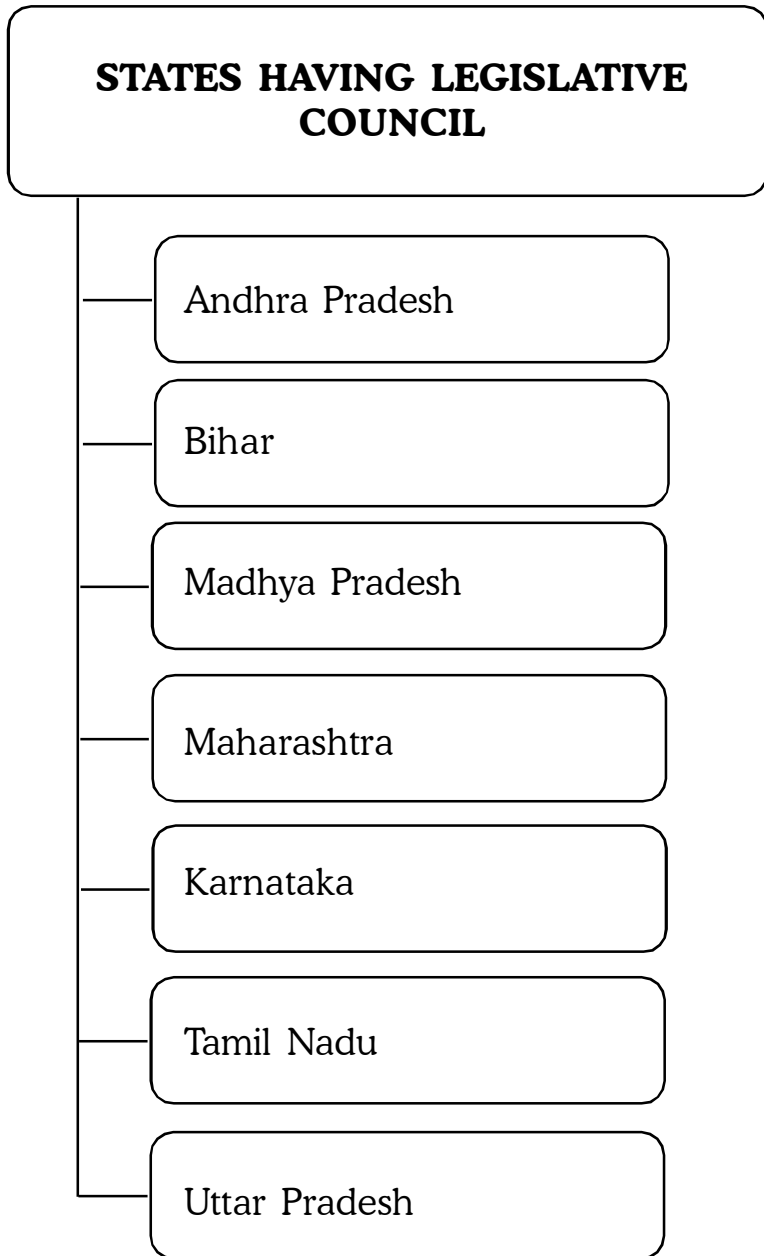 STATES HAVING LEGISLATIVE
COUNCIL
Andhra Pradesh
Bihar
Madhya Pradesh
Maharashtra
Karnataka
Tamil Nadu
Uttar Pradesh